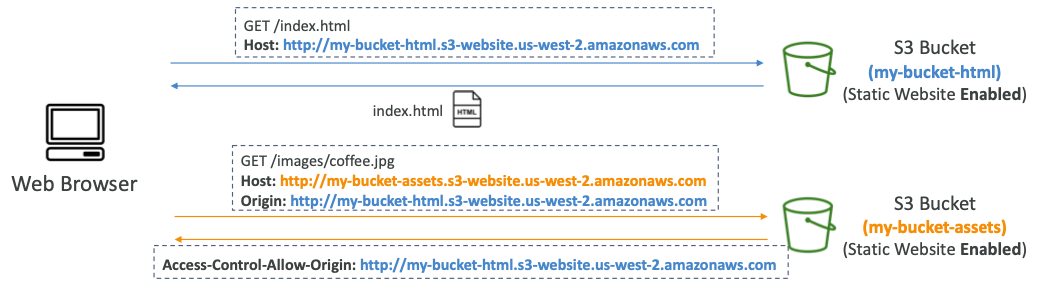 GET /index.html
Host: http://my-bucket-html.s3-website.us-west-2.amazonaws.com
S3 Bucket
(my-bucket-html)
(Static Website Enabled)
index.html
HTML
Web Browser
GET /images/coffee.jpg
Host: http://my-bucket-assets.s3-website.us-west-2.amazonaws.com
Origin: http://my-bucket-html.s3-website.us-west-2.amazonaws.com
S3 Bucket
(my-bucket-assets)
(Static Website Enabled)
Access-Control-Allow-Origin: http://my-bucket-html.s3-website.us-west-2.amazonaws.com